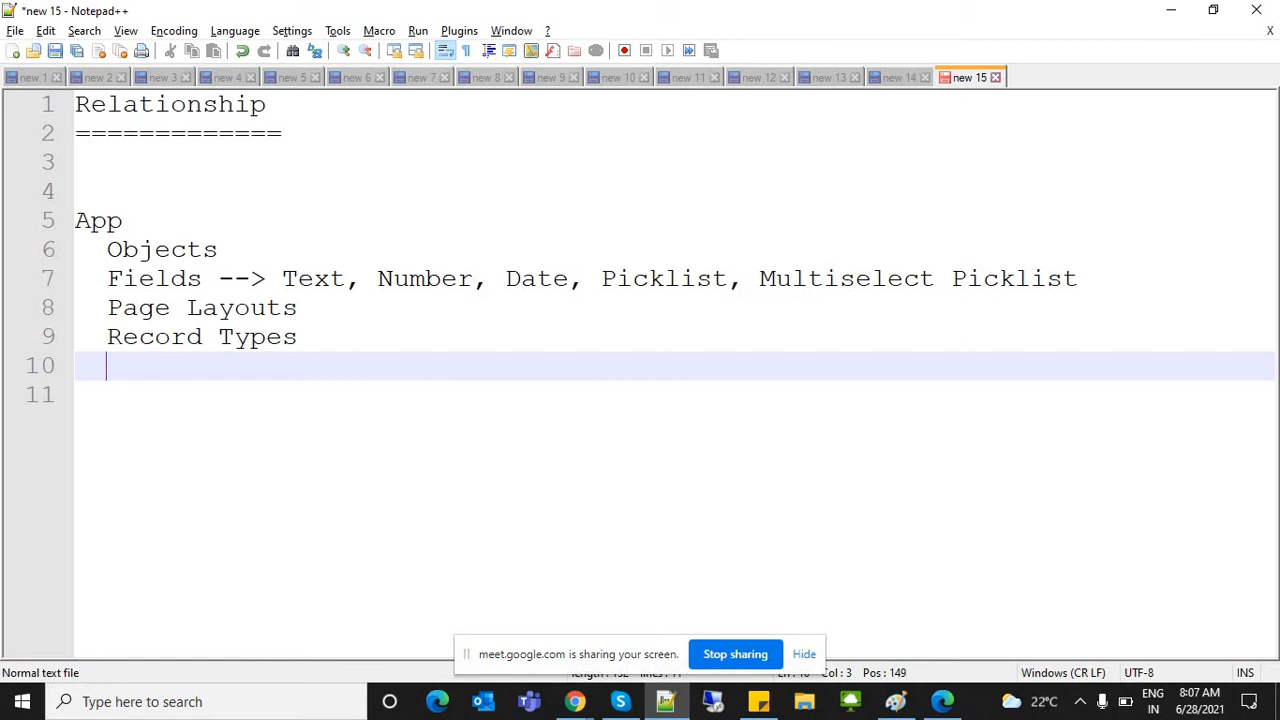 *new 15 - Notepad++
File Edit Search View Encoding Language Settings Tools Macro Run Plugins Window ?
X
new 1 new 2 new 3 new 4 new 5 new 6 new 7 new 8 new 9 new 10 new 11 new 12 new 13 new 14 new 15
1 Relationship
2 =============
3
4
5 App
6 Objects
7 Fields --> Text, Number, Date, Picklist, Multiselect Picklist
8 Page Layouts
9 Record Types
10
11
meet.google.com is sharing your screen. Stop sharing Hide
Normal text file Col : 3 Pos : 149 Windows (CR LF) UTF-8 INS
Type here to search 22°C ENG 8:07 AM
IN 6/28/2021